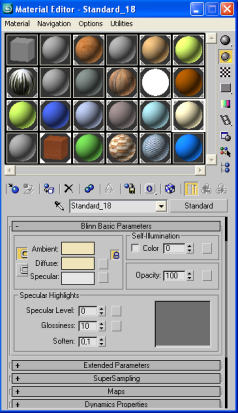 Material Editor - Standard_18
Material Navigation Options Utilities
Standard_18 Standard
- Blinn Basic Parameters
Self-Illumination
Ambient: Color 0
Diffuse:
Specular: Opacity: 100
Specular Highlights
Specular Level: 0
Glossiness: 10
Soften: 0,1
+ Extended Parameters
+ SuperSampling
+ Maps
+ Dynamics Properties